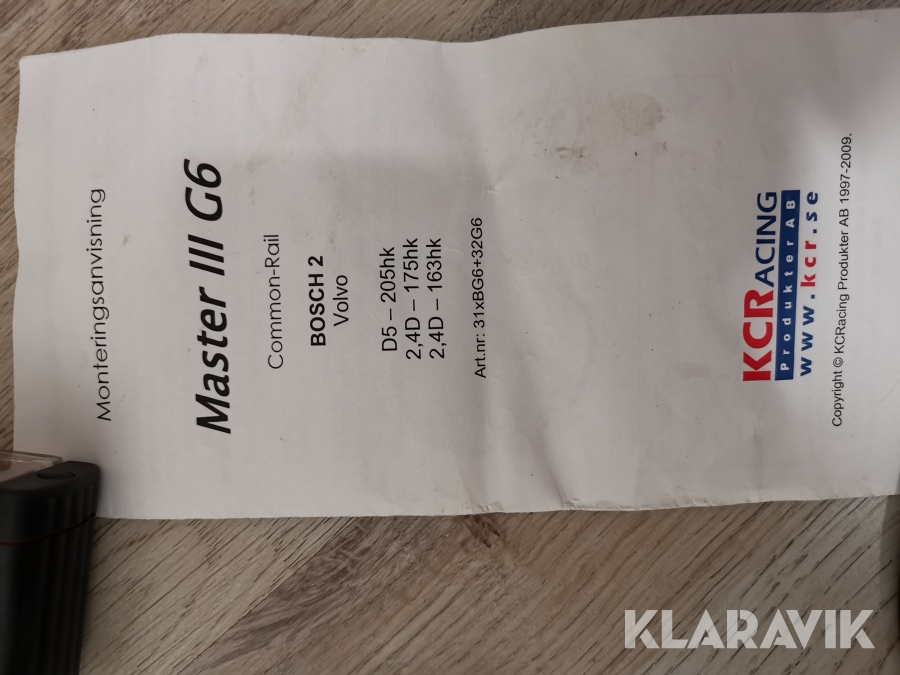 Monteringsanvisning
Master III G6
Common-Rail
BOSCH 2
Volvo
D5 – 205hk
2,4D – 175hk
2,4D – 163hk
Art.nr: 31xBG6+32G6
KCRACING
Produkter AB
www.kcr.se
Copyright © KCRacing Produkter AB 1997-2009.
KLARAVIK